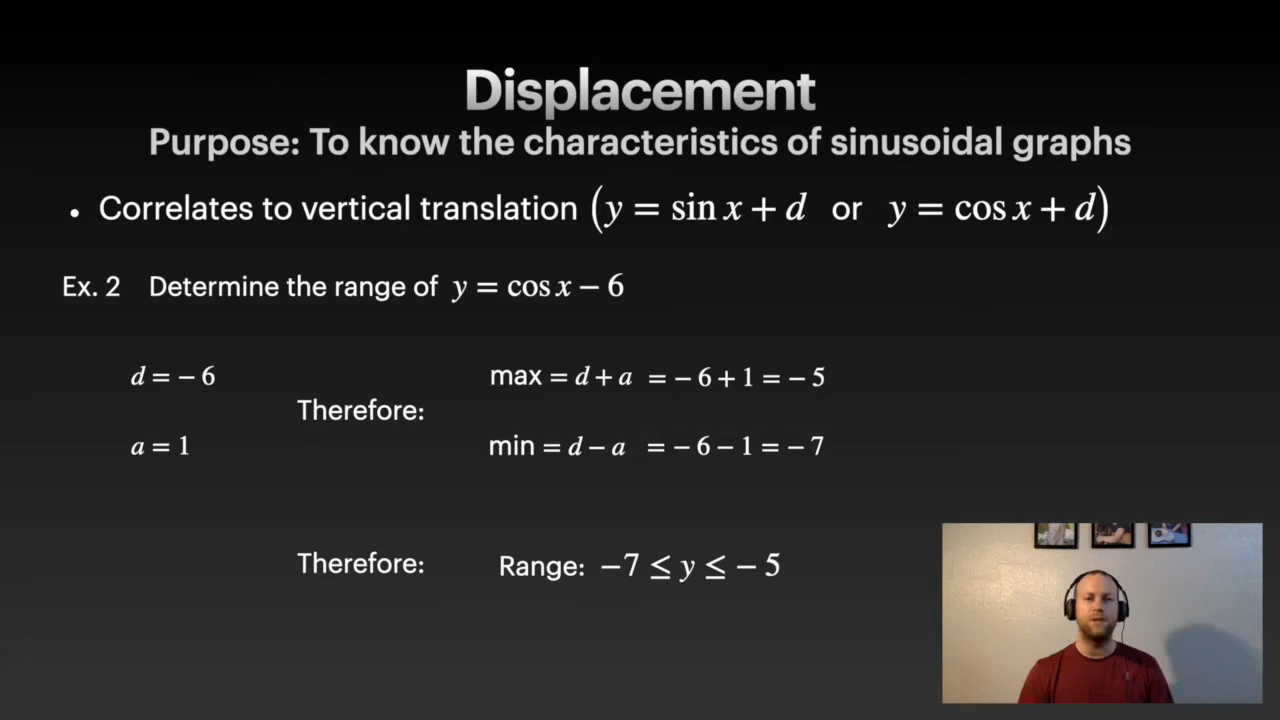 Displacement
Purpose: To know the characteristics of sinusoidal graphs
• Correlates to vertical translation (y = sin x + d or y = cos x + d)
Ex. 2 Determine the range of y = cos x − 6
d = − 6
max = d + a = − 6 + 1 = − 5
Therefore:
a = 1
min = d − a = − 6 − 1 = − 7
Therefore: Range: −7 ≤ y ≤ − 5